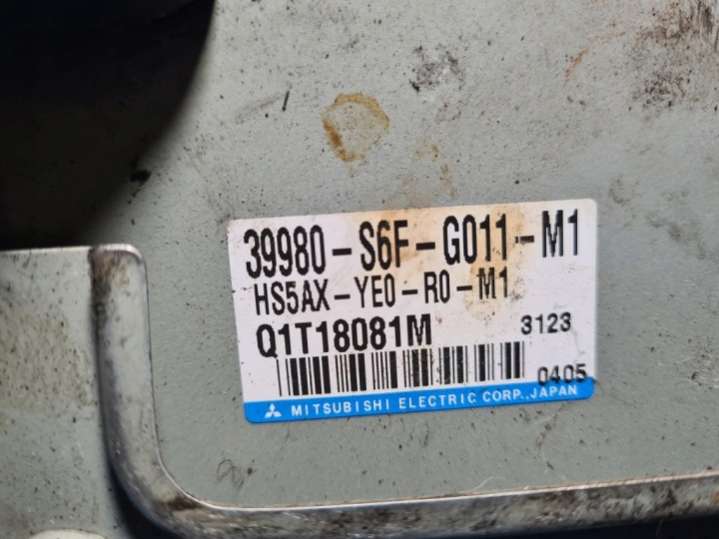 39980-S6F-G011-M1
HS5AX-YE0-R0-M1
Q1T18081M 3123
0405
MITSUBISHI ELECTRIC CORP.,JAPAN